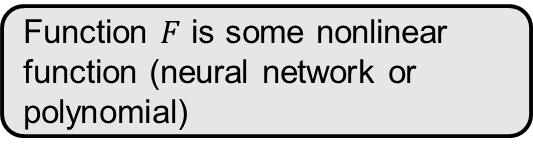 Function 𝐹 is some nonlinear
function (neural network or
polynomial)